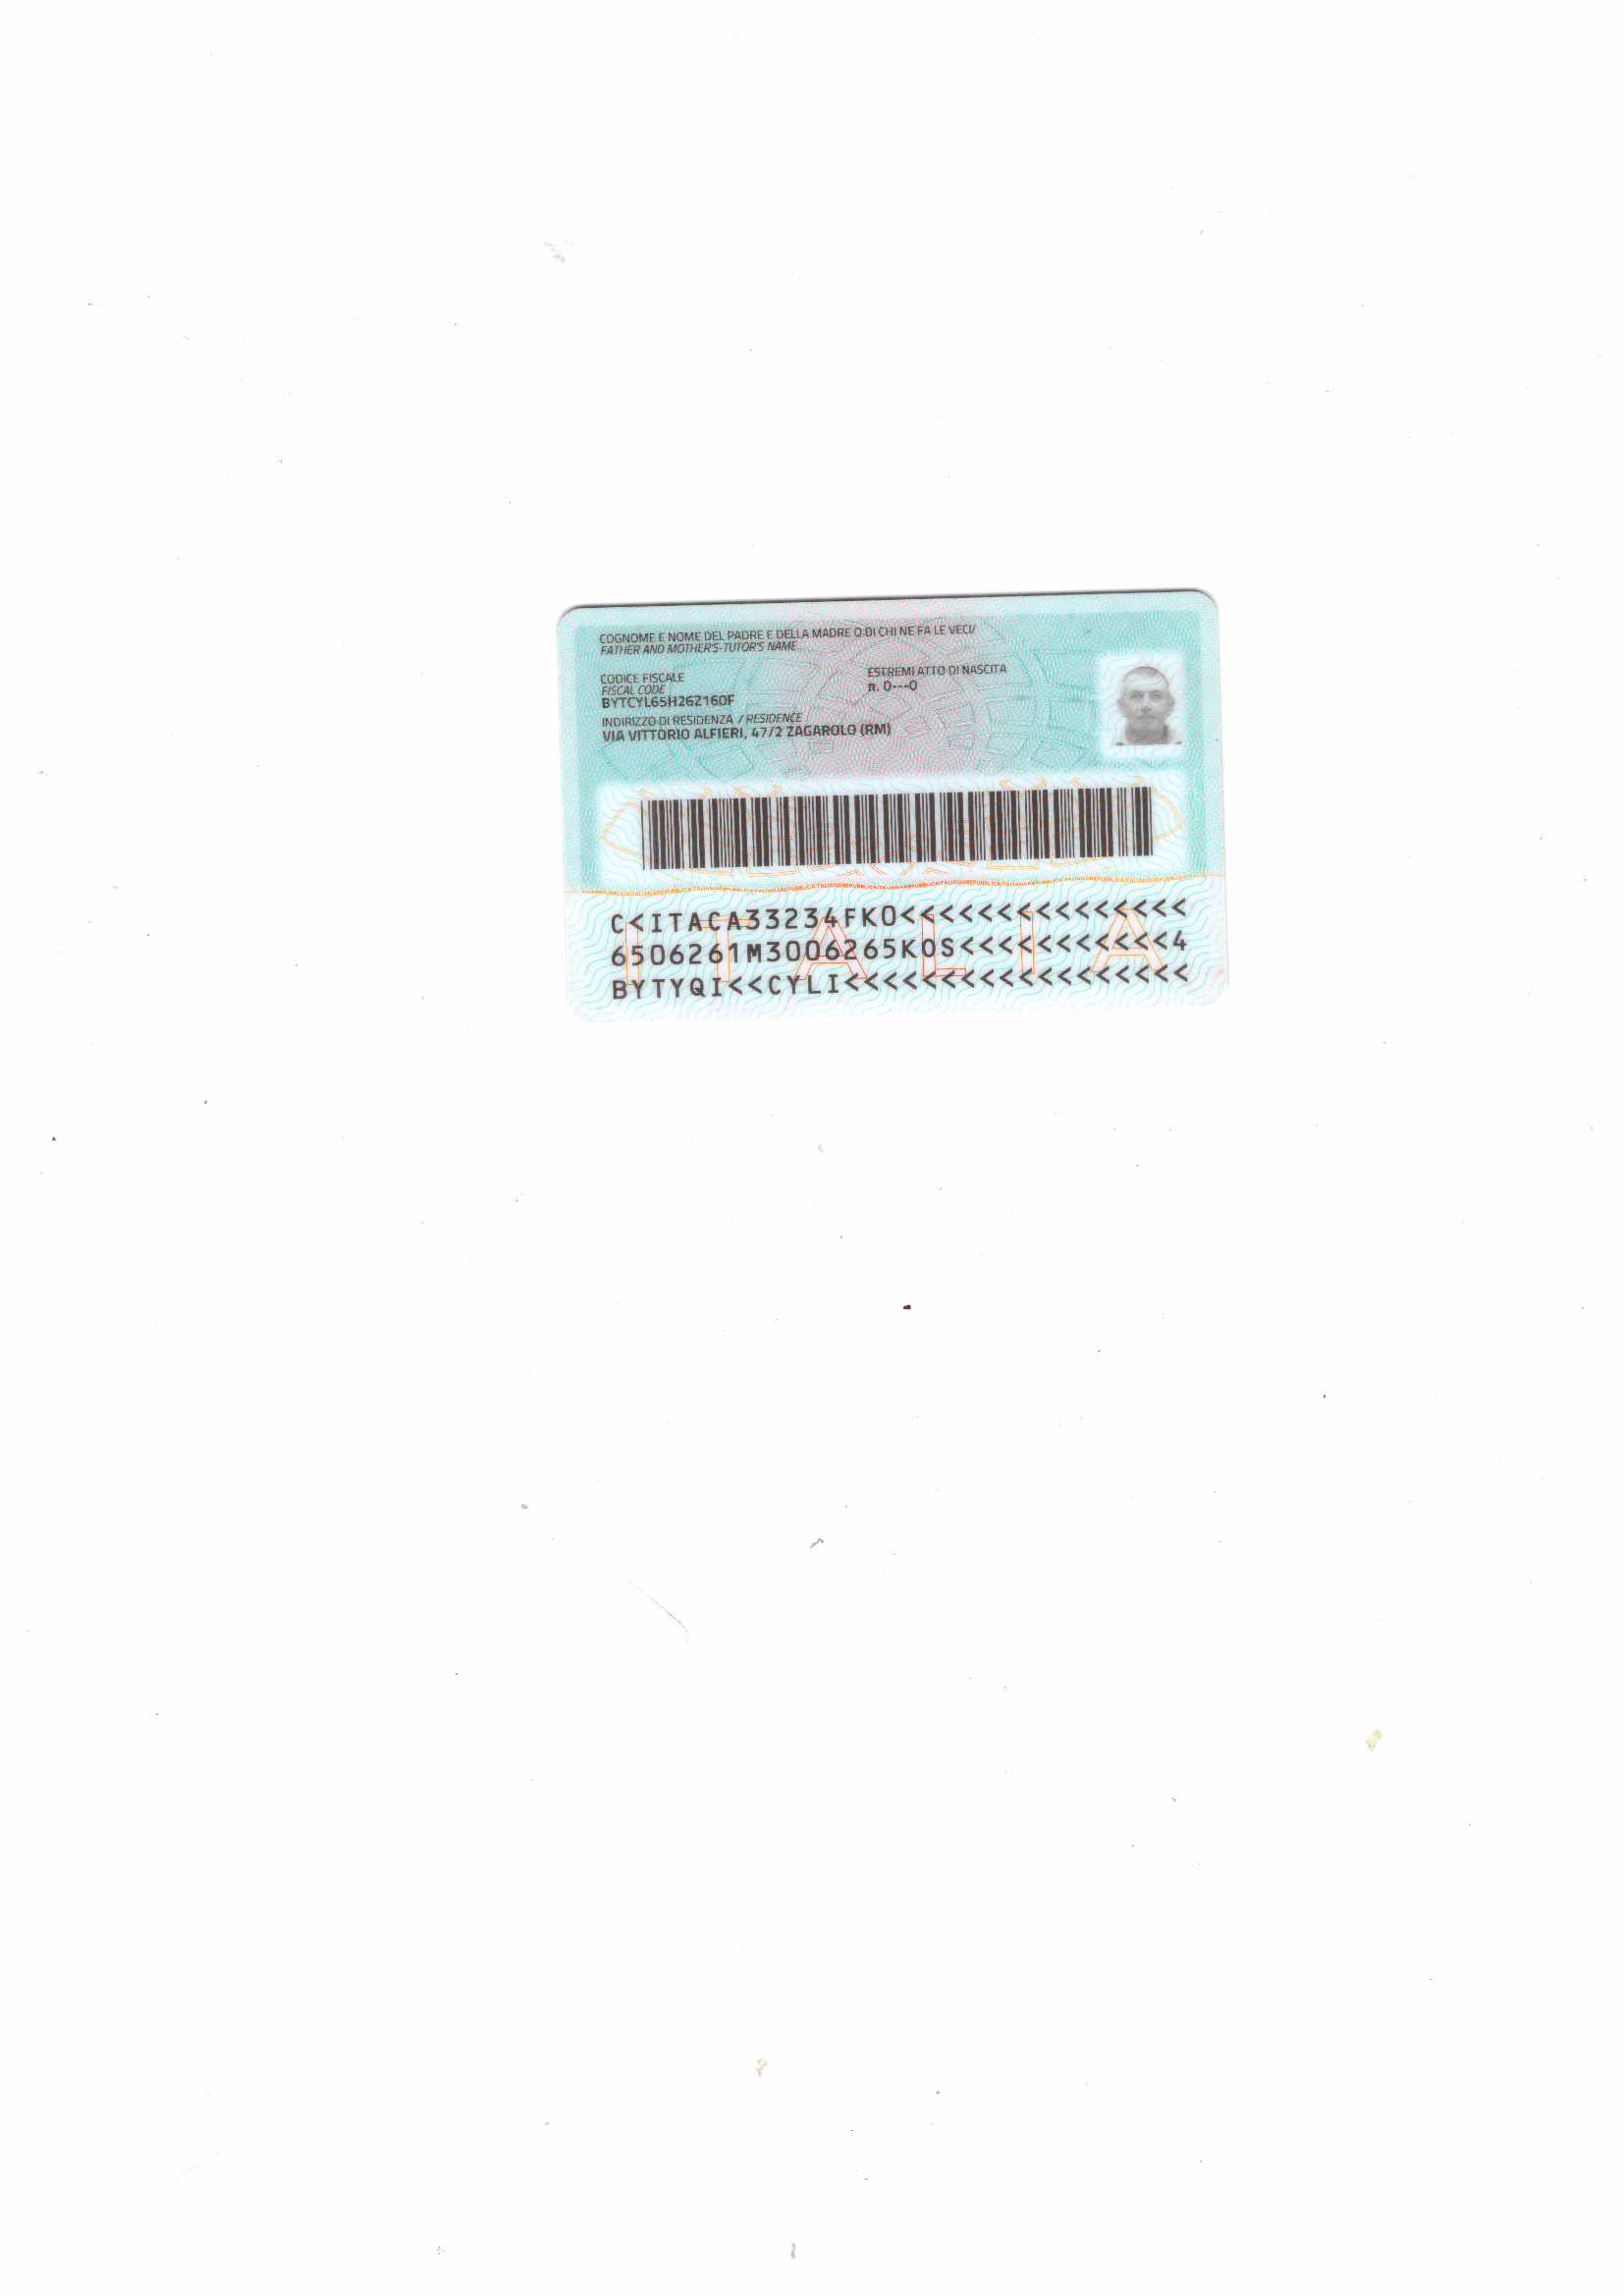 COGNOME E NOME DEL PADRE E DELLA MADRE O DI CHI NE FA LE VECI/
FATHER AND MOTHER'S-TUTOR'S NAME
CODICE FISCALE
FISCAL CODE
BYTCYL65H26Z160F
ESTREMI ATTO DI NASCITA
n. 0---0
INDIRIZZO DI RESIDENZA / RESIDENCE
VIA VITTORIO ALFIERI, 47/2 ZAGAROLO (RM)
C<ITACA33234FK0<<<<<<<<<<<<<<<
6506261M3006265K0S<<<<<<<<<<<4
BYTYQI<<CYLI<<<<<<<<<<<<<<<<<<
ITALIA